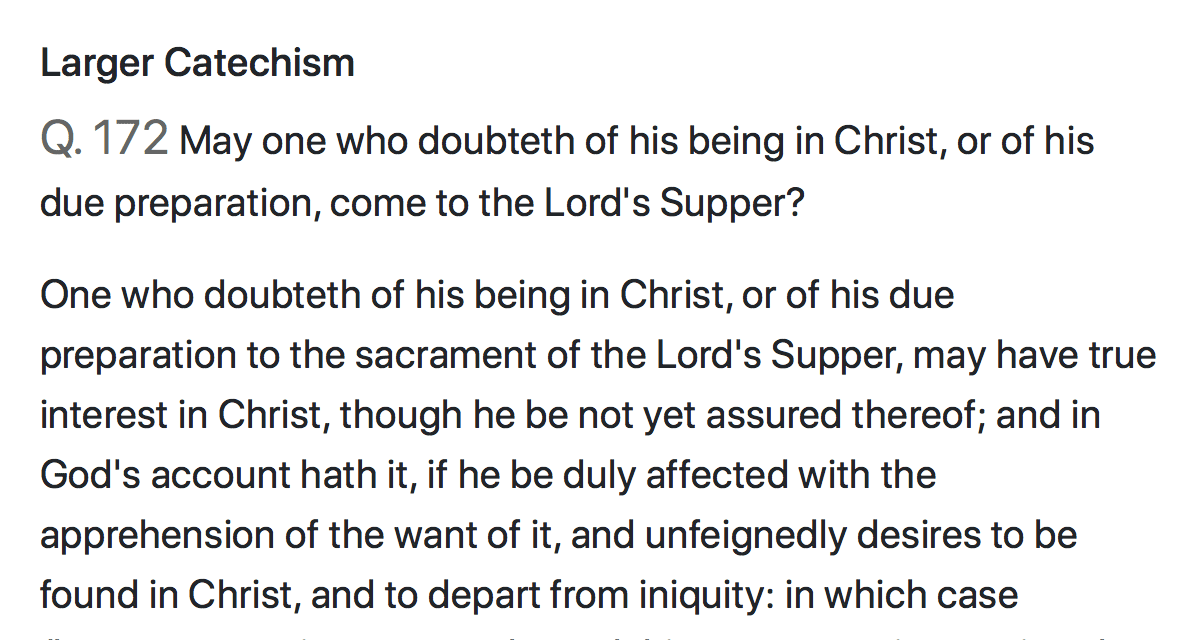 Larger Catechism
Q. 172 May one who doubteth of his being in Christ, or of his
due preparation, come to the Lord's Supper?
One who doubteth of his being in Christ, or of his due
preparation to the sacrament of the Lord's Supper, may have true
interest in Christ, though he be not yet assured thereof; and in
God's account hath it, if he be duly affected with the
apprehension of the want of it, and unfeignedly desires to be
found in Christ, and to depart from iniquity: in which case